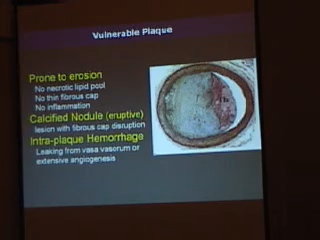 Vulnerable Plaque
Prone to erosion
No necrotic lipid pool
No thin fibrous cap
No inflammation
Calcified Nodule (eruptive)
lesion with fibrous cap disruption
Intra-plaque Hemorrhage
Leaking from vasa vasorum or
extensive angiogenesis